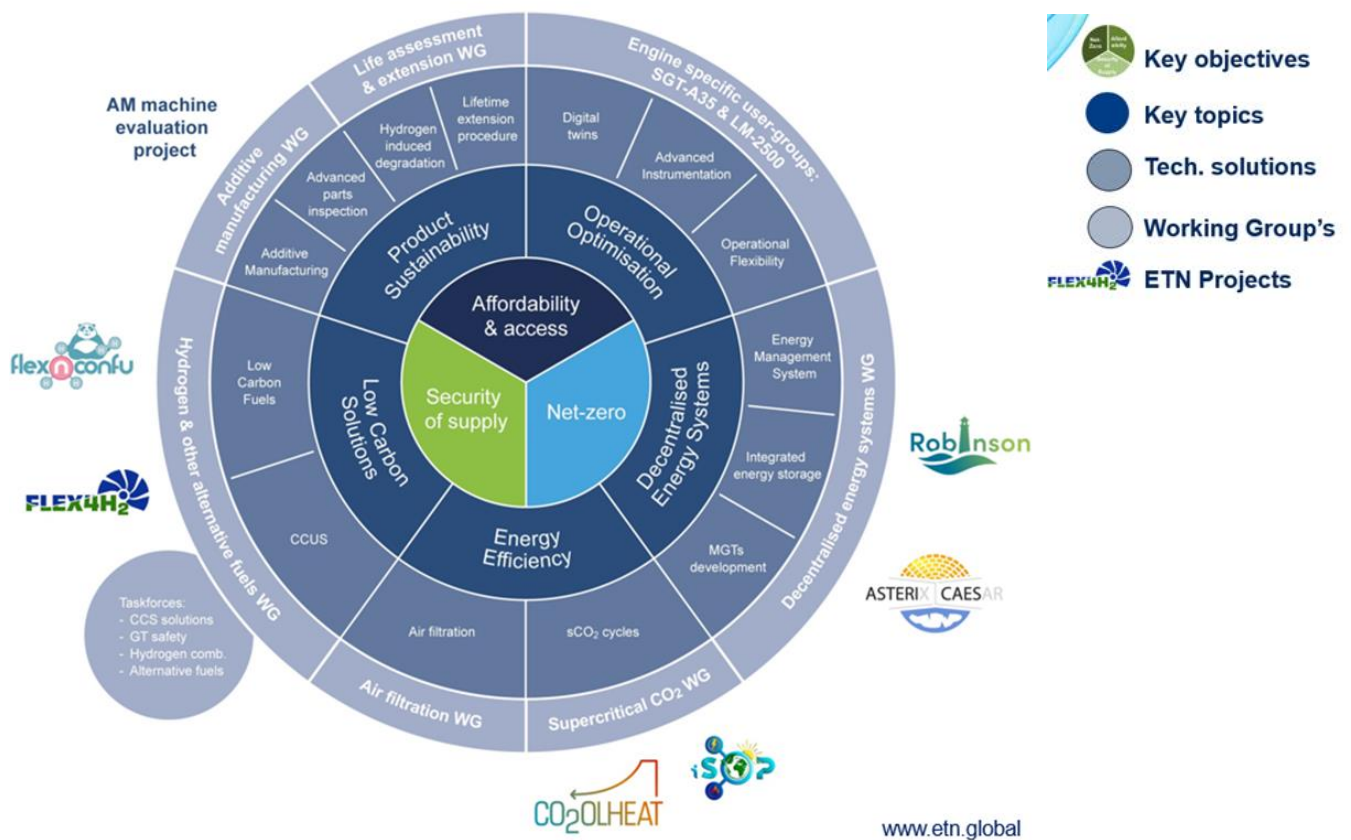 Life assessment
& extension WG
Engine specific user-groups:
SGT-A35 & LM-2500
AM machine
evaluation
project
Additive
manufacturing WG
Lifetime
extension
procedure
Hydrogen
induced
degradation
Advanced
parts
inspection
Additive
Manufacturing
Digital
twins
Advanced
Instrumentation
Operational
Flexibility
Product
Sustainability
Operational
Optimisation
Affordability
& access
Security
of supply
Net-zero
Low Carbon
Solutions
Decentralised
Energy Systems
Energy
Efficiency
Low
Carbon
Fuels
CCUS
Energy
Management
System
Integrated
energy storage
MGTs
development
Air filtration
sCO₂ cycles
Hydrogen & other alternative fuels WG
Decentralised energy systems WG
Air filtration WG
Supercritical CO₂ WG
flexnconfu
FLEX4H₂
Taskforces:
- CCS solutions
- GT safety
- Hydrogen comb.
- Alternative fuels
RobInson
ASTERIX CAESAR
CO₂OLHEAT
iSOP
Net-
Zero
Key objectives
Key topics
Tech. solutions
Working Group's
FLEX4H₂ ETN Projects
www.etn.global